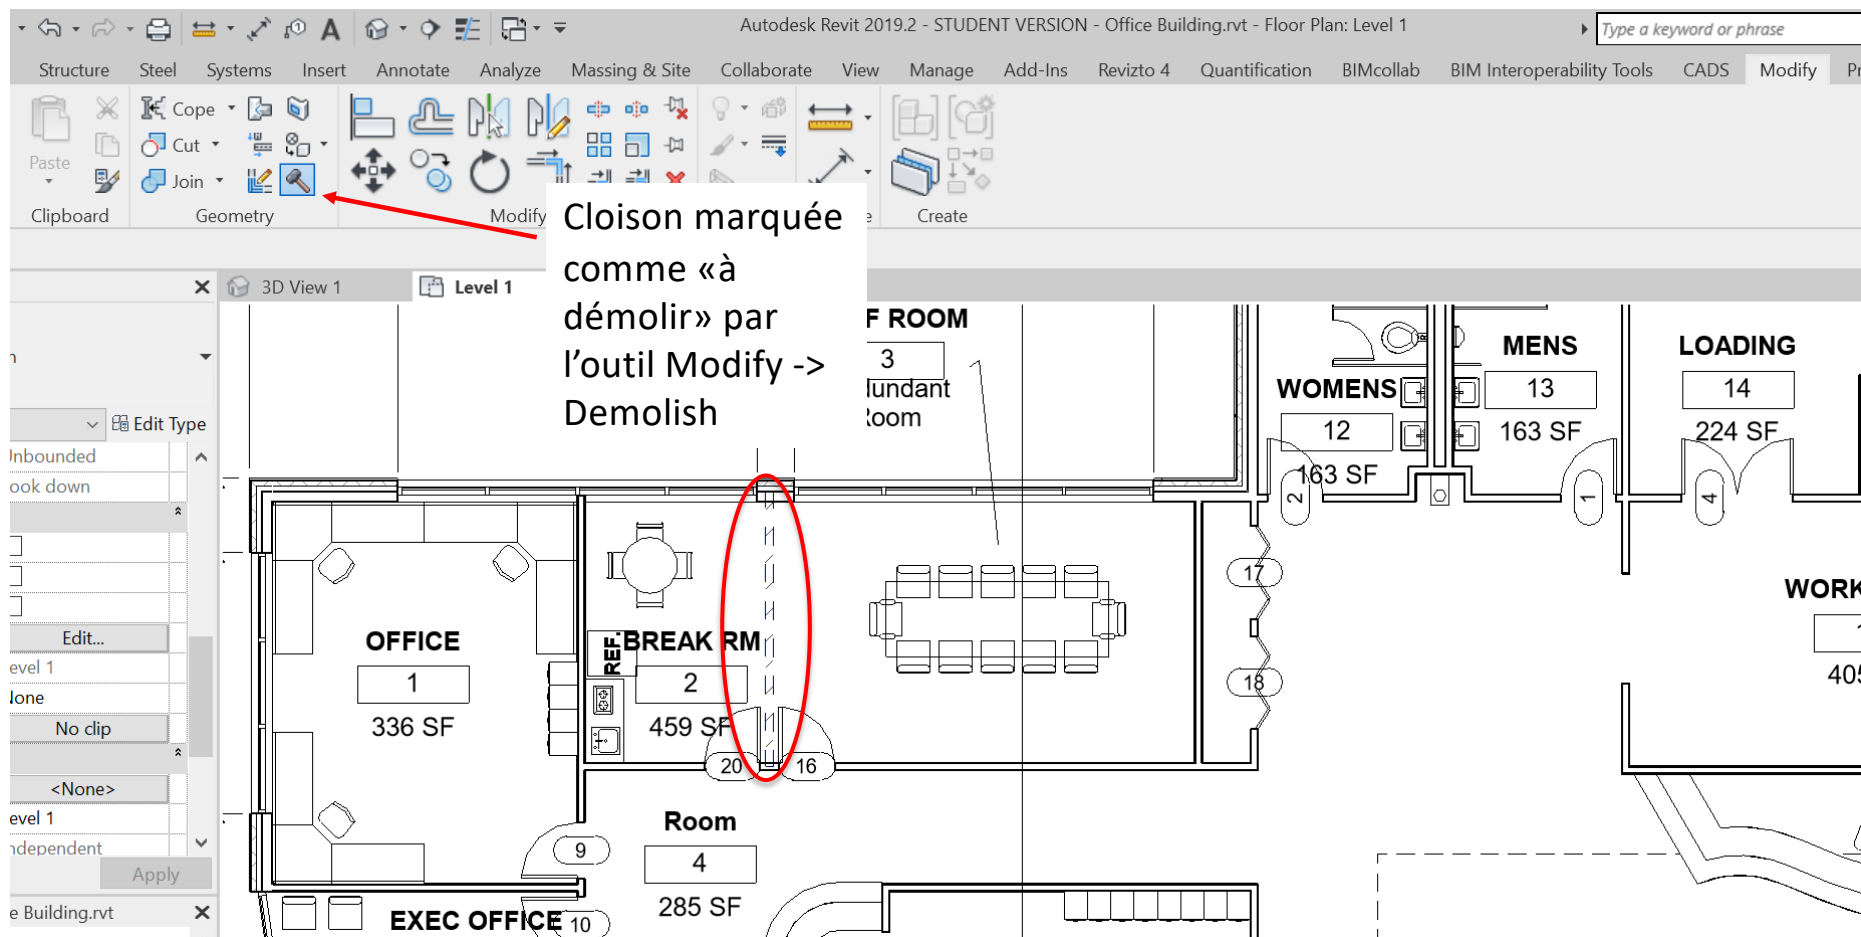 Autodesk Revit 2019.2 - STUDENT VERSION - Office Building.rvt - Floor Plan: Level 1
Type a keyword or phrase
Structure Steel Systems Insert Annotate Analyze Massing & Site Collaborate View Manage Add-Ins Revizto 4 Quantification BIMcollab BIM Interoperability Tools CADS Modify
Cope
Cut
Paste
Join
Clipboard Geometry Modify Create
Cloison marquée
comme «à
démolir» par
l'outil Modify ->
Demolish
3D View 1 Level 1
Edit Type
Edit...
No clip
<None>
Apply
ROOM
3
WOMENS
12
163 SF
MENS
13
163 SF
LOADING
14
224 SF
2
1
4
17
18
OFFICE
1
336 SF
REF.
BREAK RM
2
459 SF
20
16
Room
4
285 SF
9
10
EXEC OFFICE